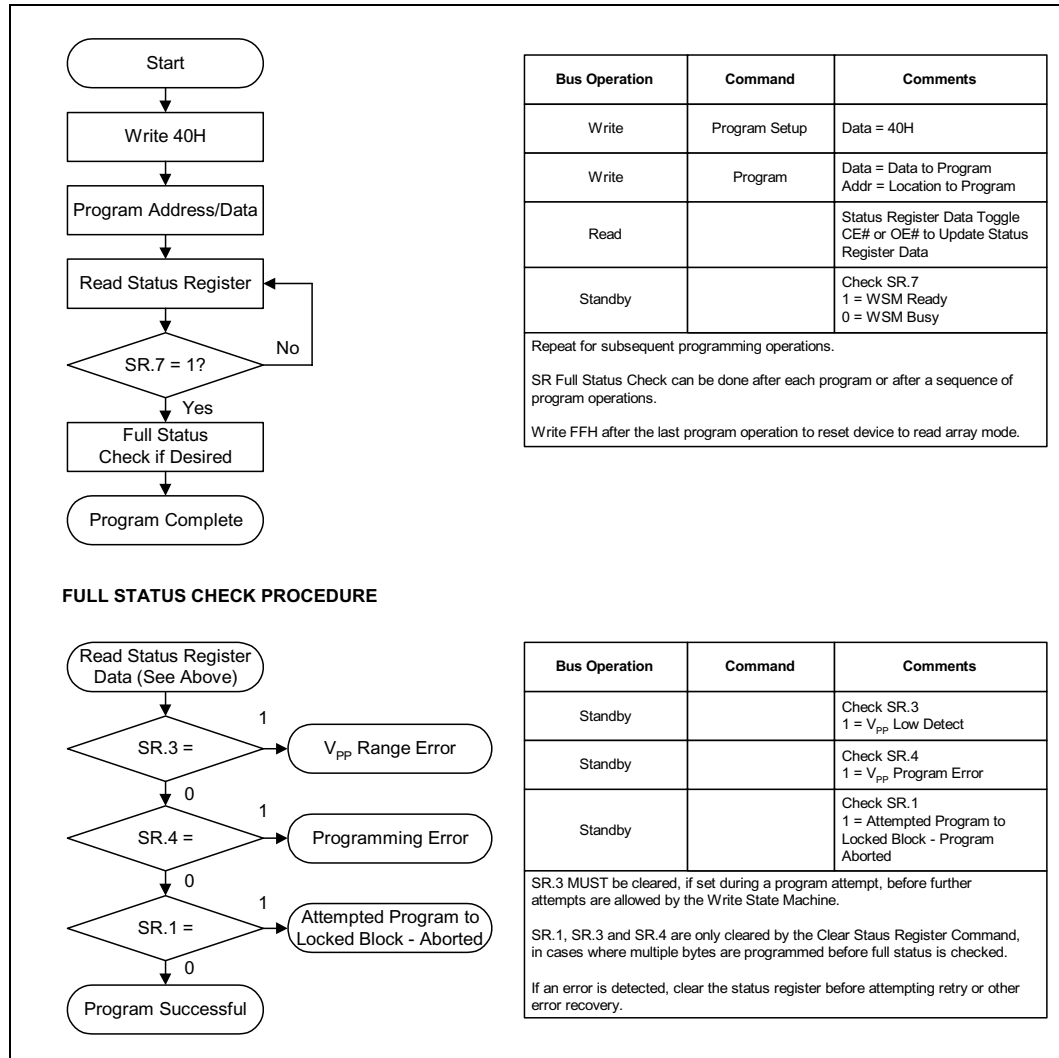 Start
Write 40H
Program Address/Data
Read Status Register
SR.7 = 1?
No
Yes
Full Status
Check if Desired
Program Complete
Bus Operation Command Comments
Write Program Setup Data = 40H
Write Program Data = Data to Program
Addr = Location to Program
Read Status Register Data Toggle
CE# or OE# to Update Status
Register Data
Standby Check SR.7
1 = WSM Ready
0 = WSM Busy
Repeat for subsequent programming operations.
SR Full Status Check can be done after each program or after a sequence of
program operations.
Write FFH after the last program operation to reset device to read array mode.
FULL STATUS CHECK PROCEDURE
Read Status Register
Data (See Above)
SR.3 =
1
VPP Range Error
0
SR.4 =
1
Programming Error
0
SR.1 =
1
Attempted Program to
Locked Block - Aborted
0
Program Successful
Bus Operation Command Comments
Standby Check SR.3
1 = VPP Low Detect
Standby Check SR.4
1 = VPP Program Error
Standby Check SR.1
1 = Attempted Program to
Locked Block - Program
Aborted
SR.3 MUST be cleared, if set during a program attempt, before further
attempts are allowed by the Write State Machine.
SR.1, SR.3 and SR.4 are only cleared by the Clear Staus Register Command,
in cases where multiple bytes are programmed before full status is checked.
If an error is detected, clear the status register before attempting retry or other
error recovery.